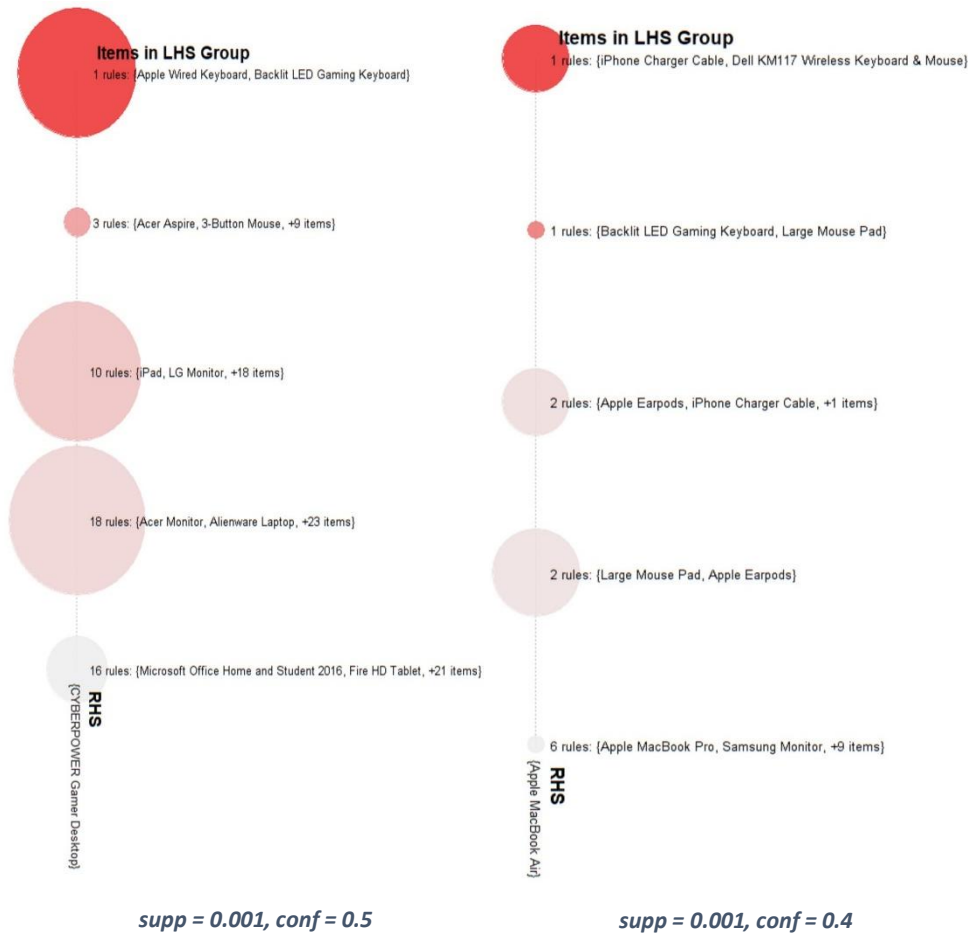 Items in LHS Group
1 rules: {Apple Wired Keyboard, Backlit LED Gaming Keyboard}
3 rules: {Acer Aspire, 3-Button Mouse, +9 items}
10 rules: {iPad, LG Monitor, +18 items}
18 rules: {Acer Monitor, Alienware Laptop, +23 items}
16 rules: {Microsoft Office Home and Student 2016, Fire HD Tablet, +21 items}
RHS
{CYBERPOWER Gamer Desktop}
supp = 0.001, conf = 0.5
Items in LHS Group
1 rules: {iPhone Charger Cable, Dell KM117 Wireless Keyboard & Mouse}
1 rules: {Backlit LED Gaming Keyboard, Large Mouse Pad}
2 rules: {Apple Earpods, iPhone Charger Cable, +1 items}
2 rules: {Large Mouse Pad, Apple Earpods}
6 rules: {Apple MacBook Pro, Samsung Monitor, +9 items}
RHS
{Apple MacBook Air}
supp = 0.001, conf = 0.4